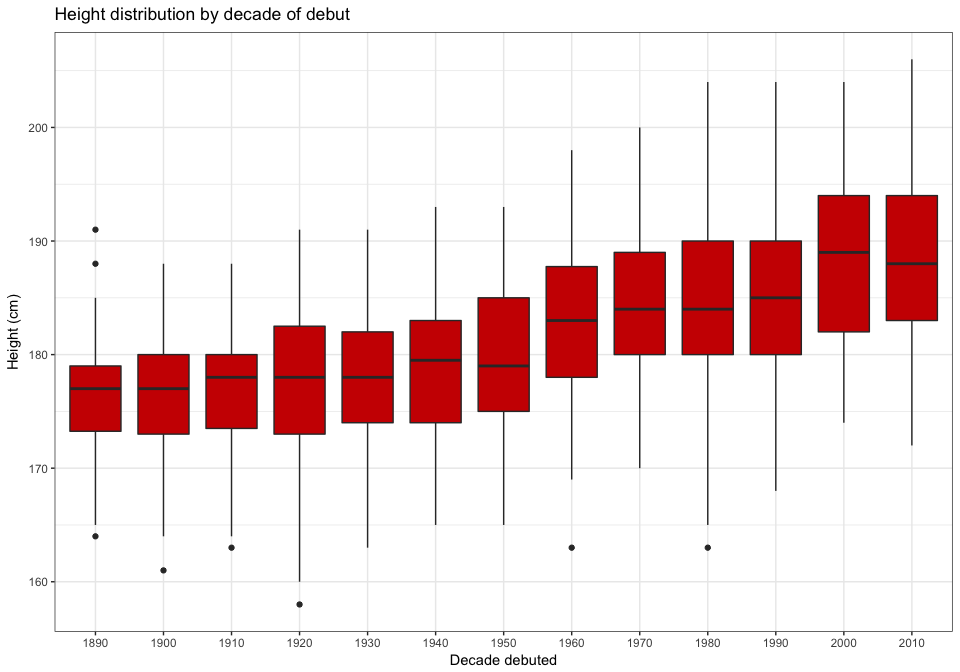 Height distribution by decade of debut
Height (cm)
200
190
180
170
160
1890 1900 1910 1920 1930 1940 1950 1960 1970 1980 1990 2000 2010
Decade debuted